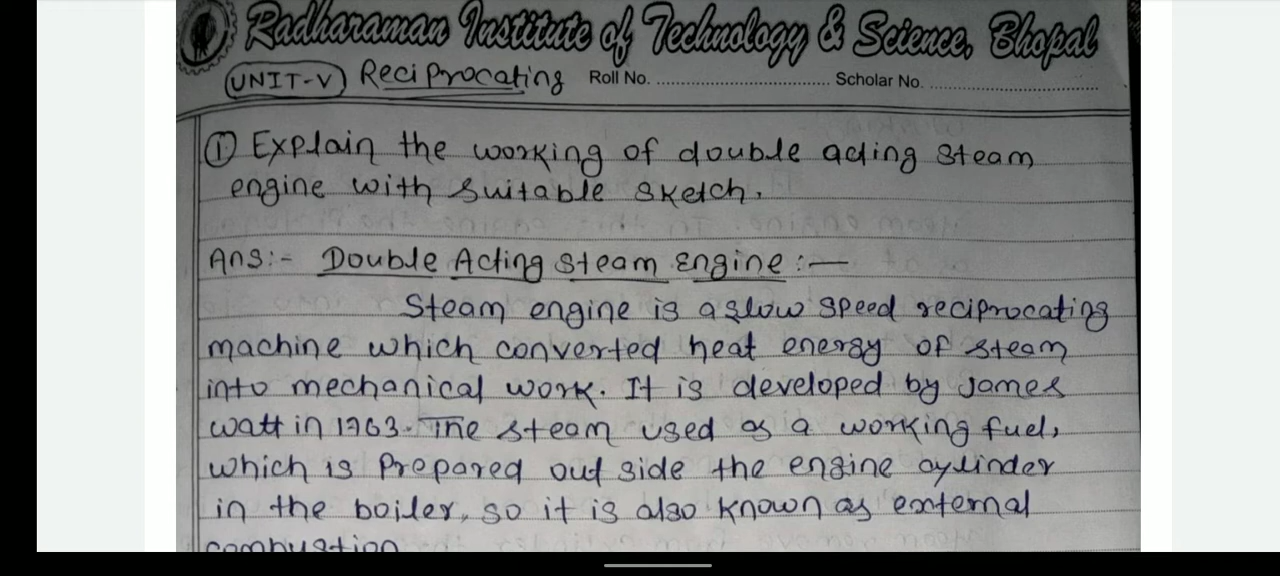 Radharaman Institute of Technology & Science, Bhopal
UNIT-V Reciprocating Roll No. .................................. Scholar No. .................................
① Explain the working of double acting steam
engine with suitable sketch.
Ans:- Double Acting steam engine :—
Steam engine is a slow speed reciprocating
machine which converted heat energy of steam
into mechanical work. It is developed by James
watt in 1763. The steam used as a working fuel,
which is prepared out side the engine cylinder
in the boiler, so it is also known as external
combustion